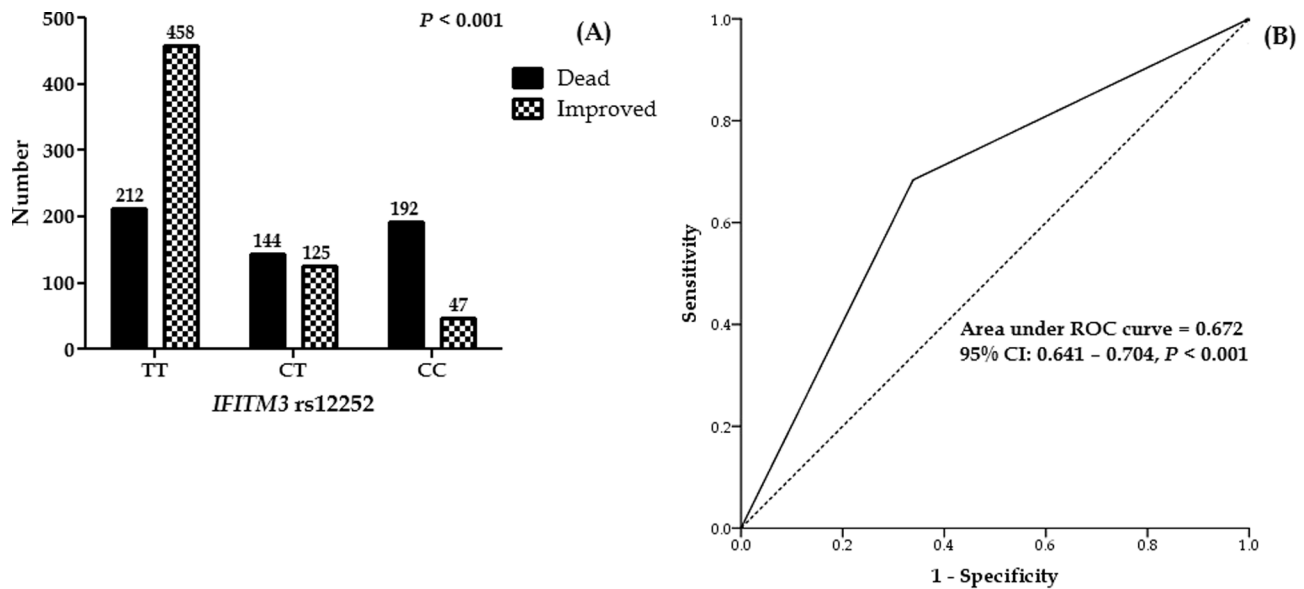 P < 0.001
(A)
Dead
Improved
Number
500
400
300
200
100
0
212
458
144
125
192
47
TT
CT
CC
IFITM3 rs12252
(B)
Sensitivity
1.0
0.8
0.6
0.4
0.2
0.0
Area under ROC curve = 0.672
95% CI: 0.641 – 0.704, P < 0.001
0.0
0.2
0.4
0.6
0.8
1.0
1 - Specificity